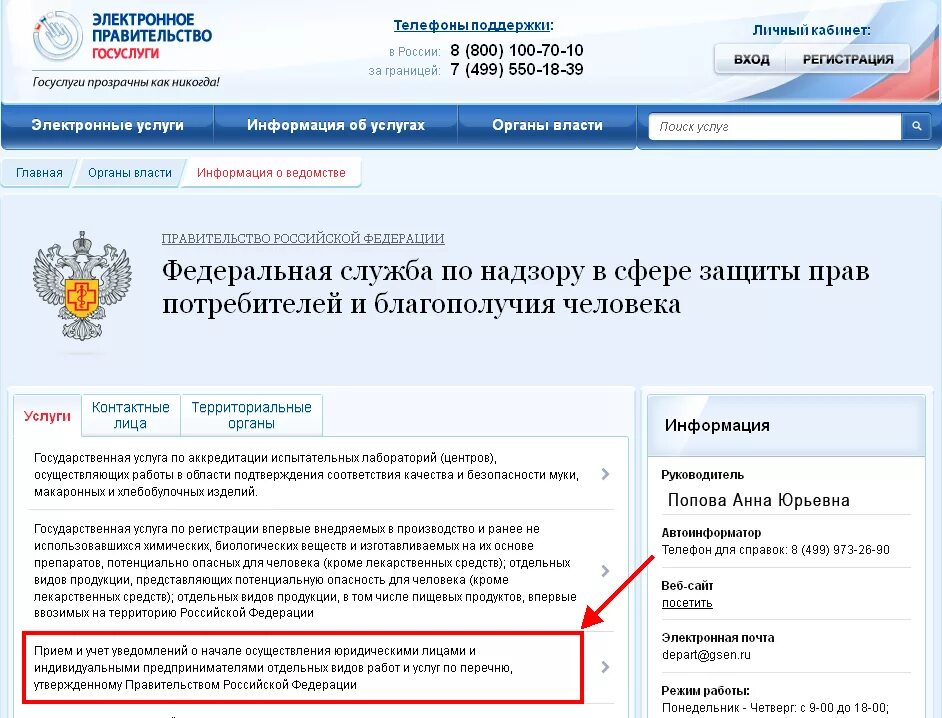 ЭЛЕКТРОННОЕ
ПРАВИТЕЛЬСТВО
ГОСУСЛУГИ
Госуслуги прозрачны как никогда!
Телефоны поддержки:
в России: 8 (800) 100-70-10
за границей: 7 (499) 550-18-39
Личный кабинет:
ВХОД РЕГИСТРАЦИЯ
Электронные услуги Информация об услугах Органы власти Поиск услуг
Главная Органы власти Информация о ведомстве
ПРАВИТЕЛЬСТВО РОССИЙСКОЙ ФЕДЕРАЦИИ
Федеральная служба по надзору в сфере защиты прав
потребителей и благополучия человека
Услуги
Контактные
лица
Территориальные
органы
Государственная услуга по аккредитации испытательных лабораторий (центров),
осуществляющих работы в области подтверждения соответствия качества и безопасности муки,
макаронных и хлебобулочных изделий.
Государственная услуга по регистрации впервые внедряемых в производство и ранее не
использовавшихся химических, биологических веществ и изготавливаемых на их основе
препаратов, потенциально опасных для человека (кроме лекарственных средств); отдельных
видов продукции, представляющих потенциальную опасность для человека (кроме
лекарственных средств); отдельных видов продукции, в том числе пищевых продуктов, впервые
ввозимых на территорию Российской Федерации
Прием и учет уведомлений о начале осуществления юридическими лицами и
индивидуальными предпринимателями отдельных видов работ и услуг по перечню,
утвержденному Правительством Российской Федерации
Информация
Руководитель
Попова Анна Юрьевна
Автоинформатор
Телефон для справок: 8 (499) 973-26-90
Веб-сайт
посетить
Электронная почта
depart@gsen.ru
Режим работы:
Понедельник - Четверг: с 9-00 до 18-00;